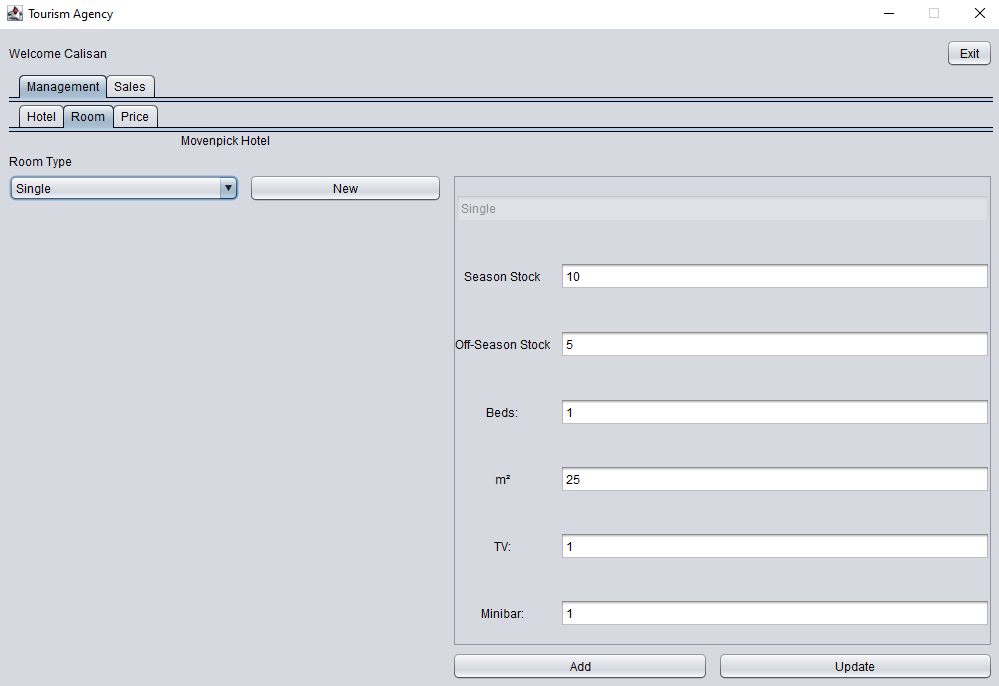 Tourism Agency
Welcome Calisan
Exit
Management Sales
Hotel Room Price
Movenpick Hotel
Room Type
Single
New
Single
Season Stock 10
Off-Season Stock 5
Beds: 1
m² 25
TV: 1
Minibar: 1
Add Update